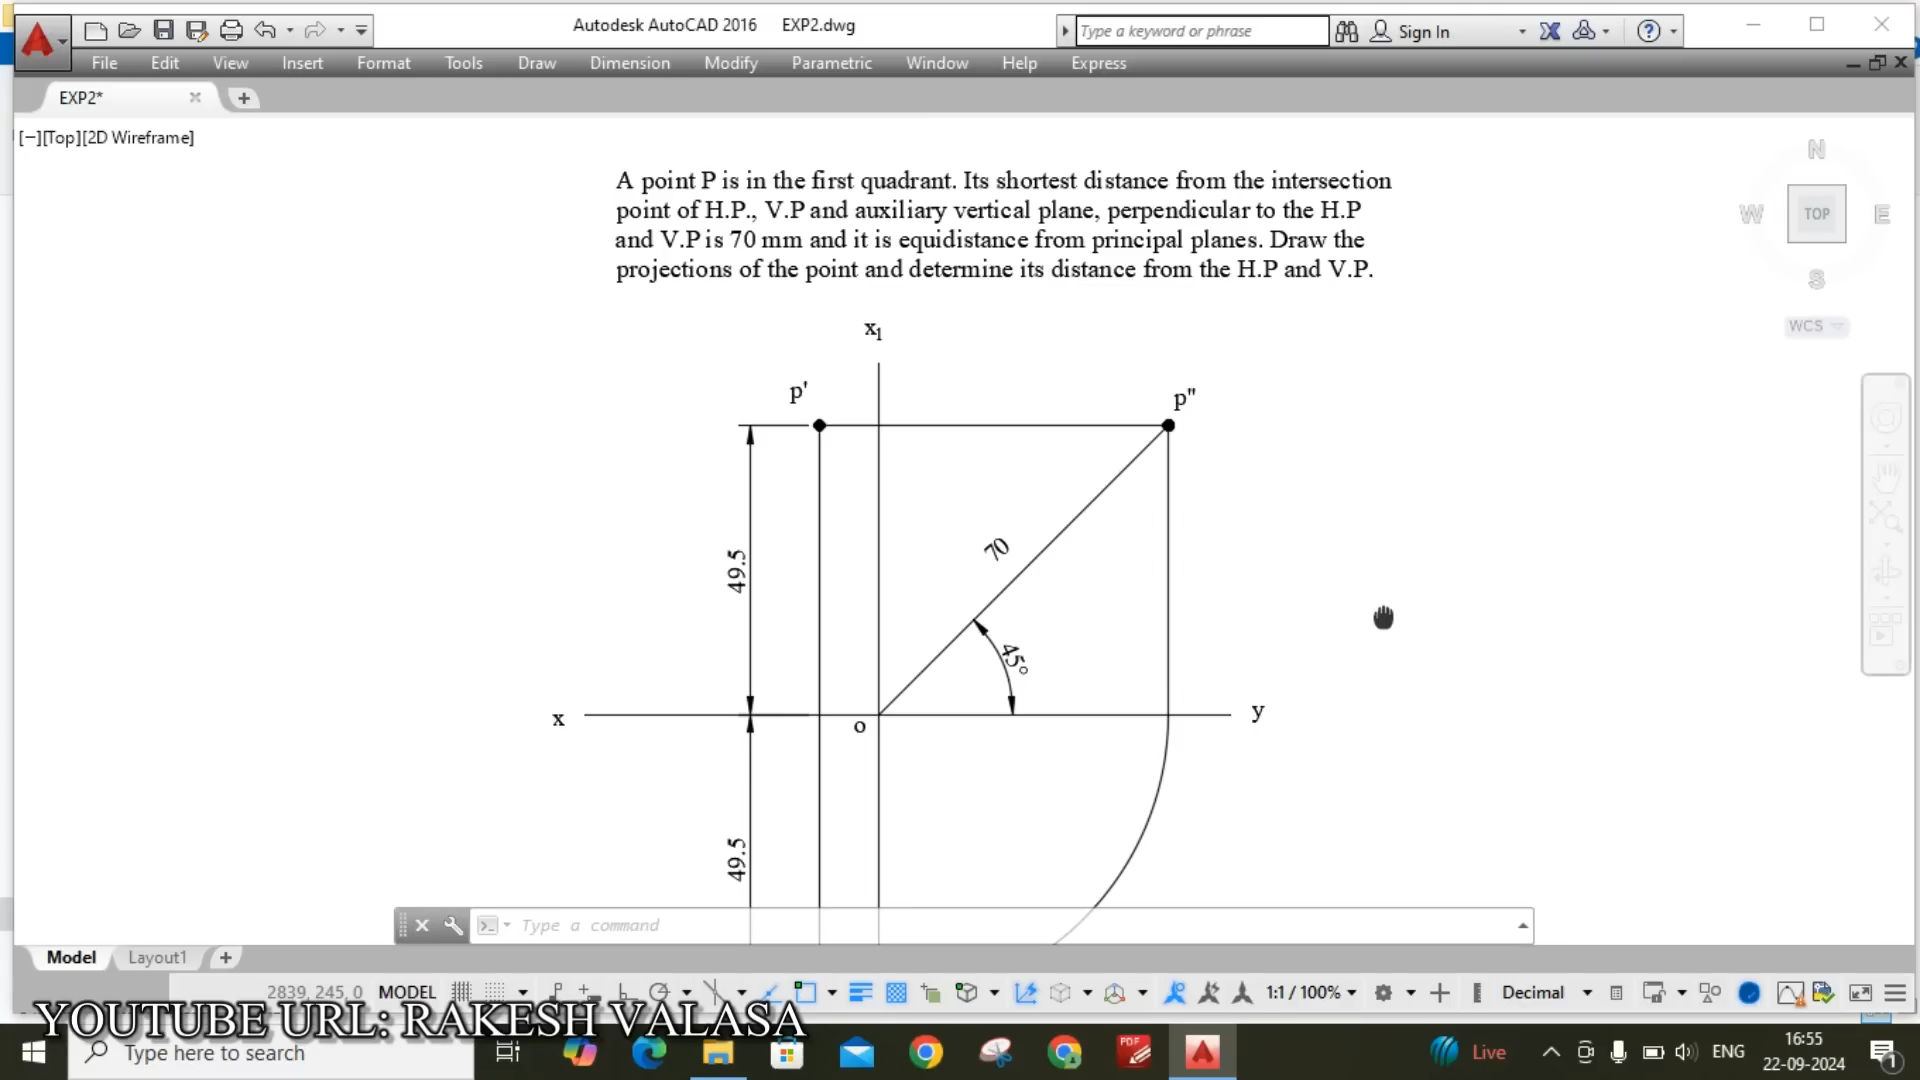 Autodesk AutoCAD 2016 EXP2.dwg
Type a keyword or phrase
Sign In
File Edit View Insert Format Tools Draw Dimension Modify Parametric Window Help Express
EXP2*
[−][Top][2D Wireframe]
A point P is in the first quadrant. Its shortest distance from the intersection
point of H.P., V.P and auxiliary vertical plane, perpendicular to the H.P
and V.P is 70 mm and it is equidistance from principal planes. Draw the
projections of the point and determine its distance from the H.P and V.P.
N
W TOP E
S
WCS
x1
p'
p"
70
49.5
45°
x
o
y
49.5
Type a command
Model Layout1
2839, 245, 0 MODEL 1:1 / 100% Decimal
YOUTUBE URL: RAKESH VALASA
Type here to search
PDF
Live
ENG
16:55
22-09-2024
1